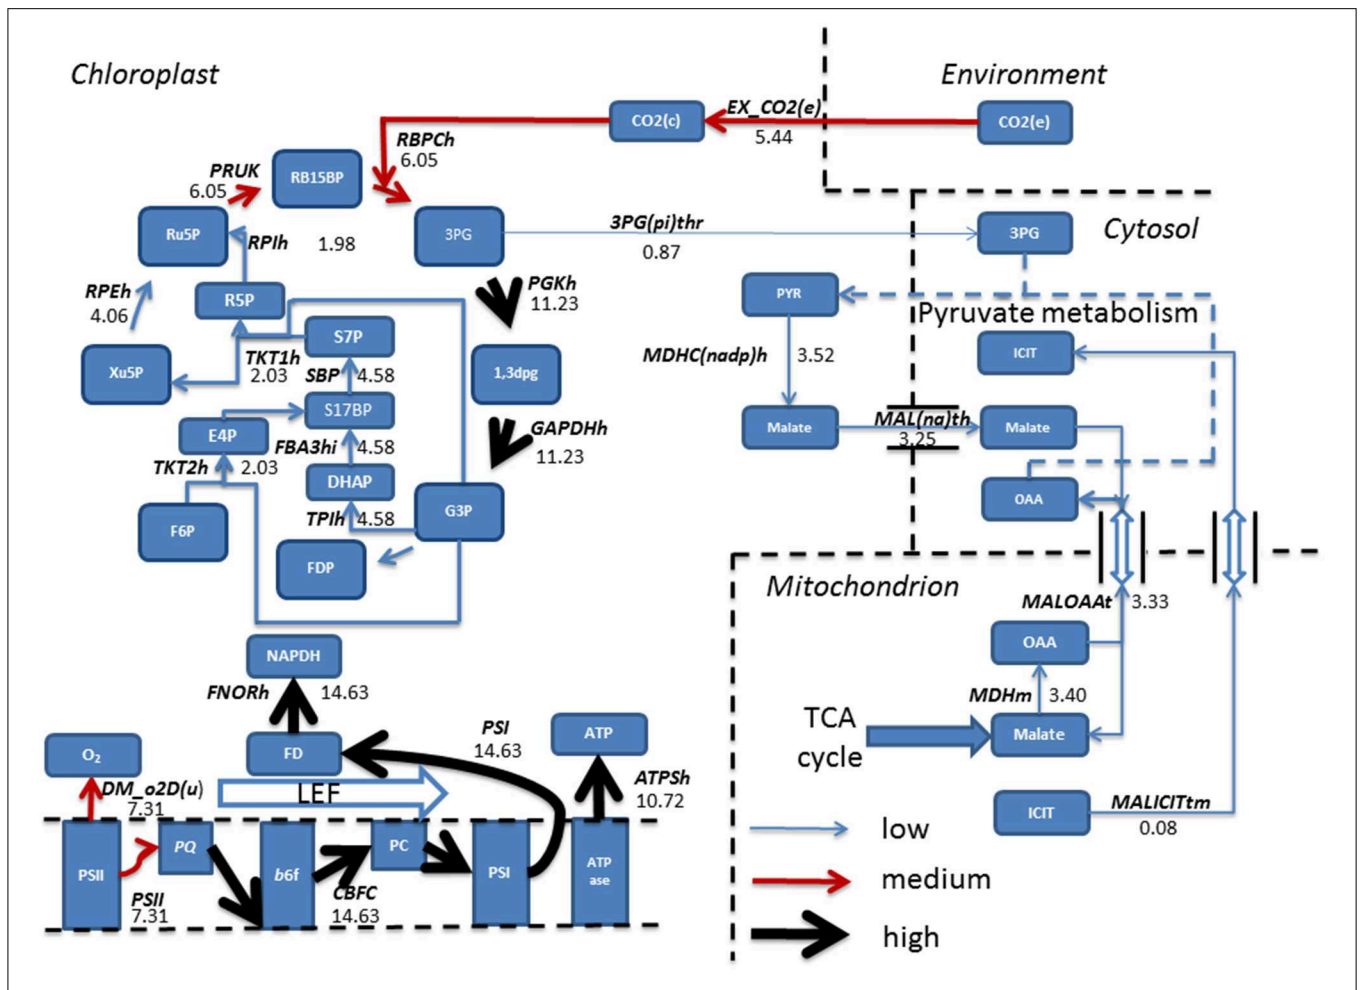 Chloroplast
Environment
CO2(c)
EX_CO2(e)
5.44
CO2(e)
RBPCh
6.05
PRUK
6.05
RB15BP
Ru5P
RPIh
1.98
3PG
3PG(pi)thr
0.87
3PG
Cytosol
RPEh
4.06
R5P
PGKh
11.23
PYR
Pyruvate metabolism
S7P
TKT1h
2.03
SBP
4.58
Xu5P
1,3dpg
MDHC(nadp)h
3.52
ICIT
S17BP
E4P
FBA3hi
4.58
GAPDHh
11.23
Malate
MAL(na)th
3.25
Malate
TKT2h
2.03
DHAP
OAA
F6P
TPIh
4.58
G3P
FDP
Mitochondrion
MALOAAt
3.33
NAPDH
FNORh
14.63
OAA
MDHm
3.40
FD
PSI
14.63
ATP
TCA
cycle
Malate
O2
DM_o2D(u)
7.31
LEF
ATPSh
10.72
ICIT
MALICITtm
0.08
PSII
PQ
b6f
PC
PSI
ATP
ase
PSII
7.31
CBFC
14.63
low
medium
high